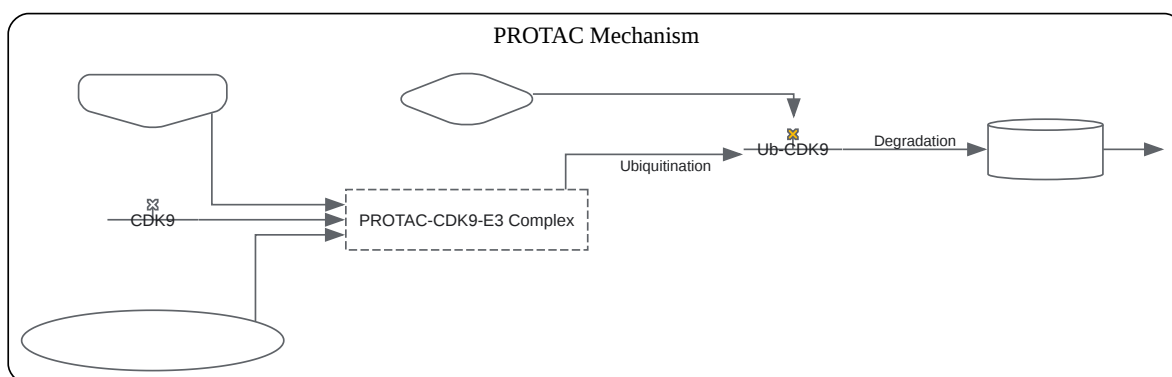 PROTAC Mechanism
Ub-CDK9
Degradation
Ubiquitination
CDK9
PROTAC-CDK9-E3 Complex